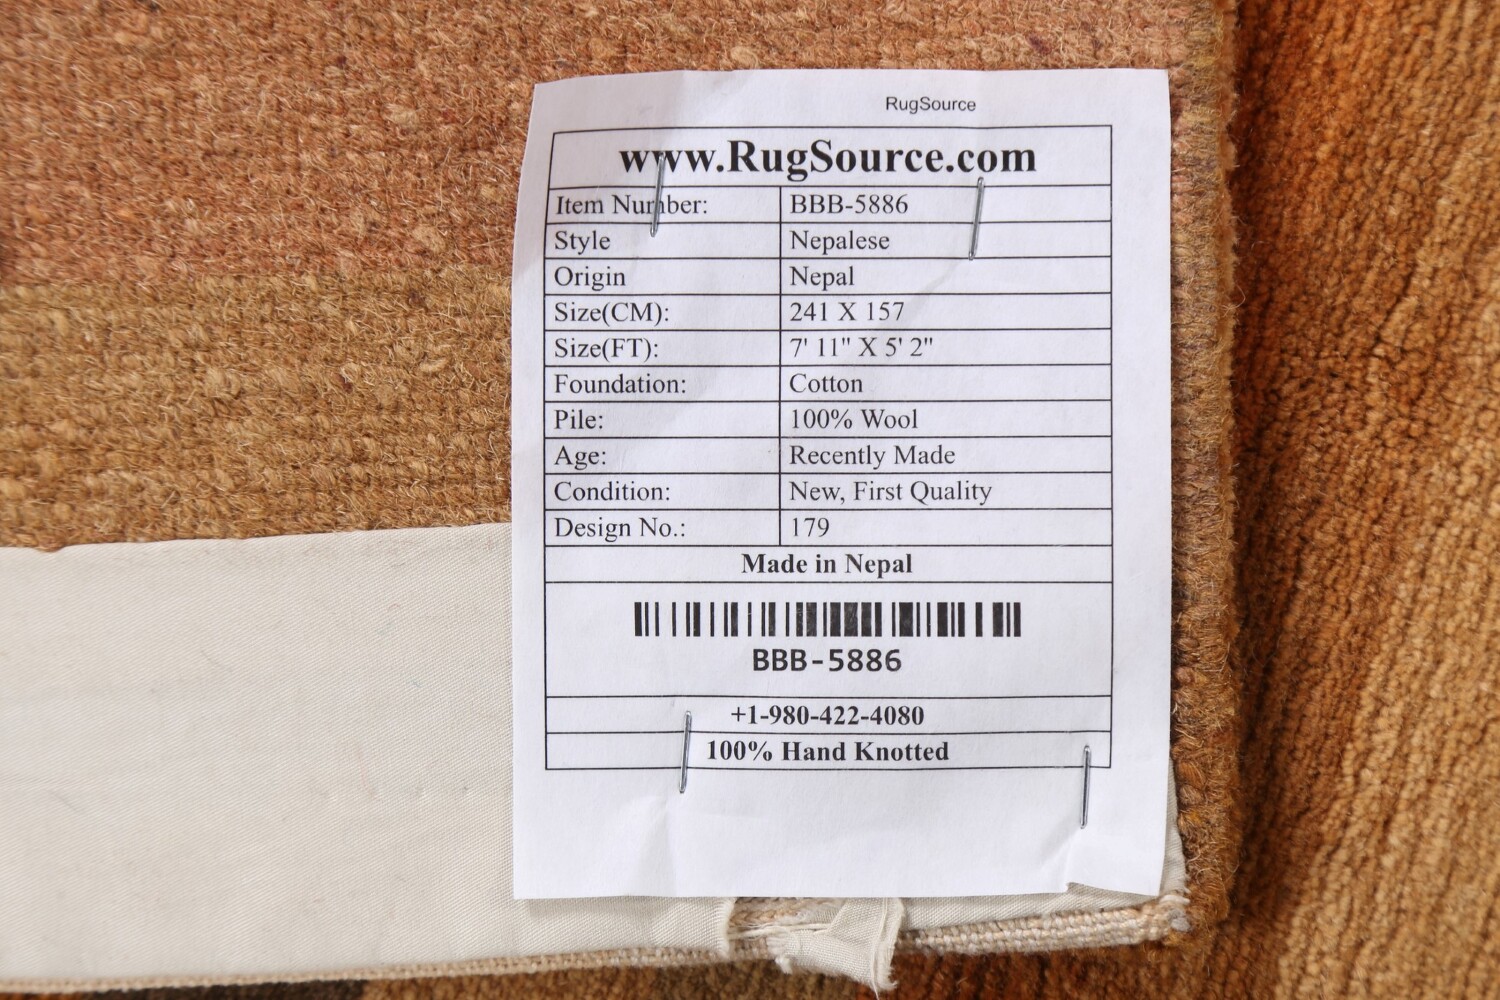 RugSource
www.RugSource.com
Item Number: BBB-5886
Style Nepalese
Origin Nepal
Size(CM): 241 X 157
Size(FT): 7' 11" X 5' 2"
Foundation: Cotton
Pile: 100% Wool
Age: Recently Made
Condition: New, First Quality
Design No.: 179
Made in Nepal
BBB-5886
+1-980-422-4080
100% Hand Knotted